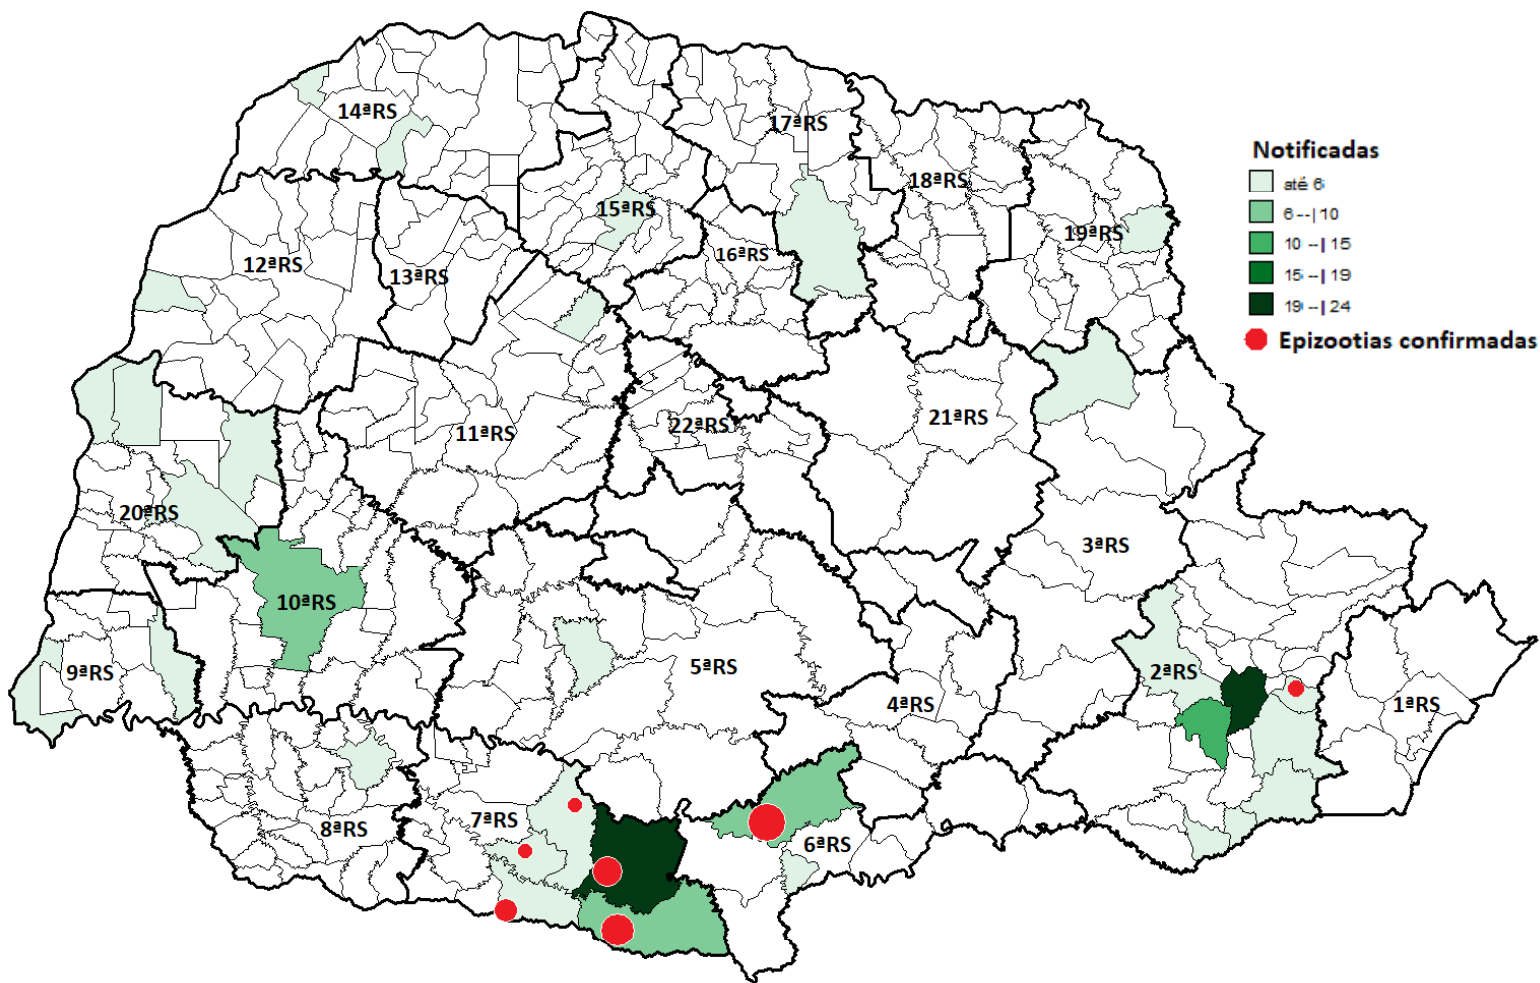 14ªRS
17ªRS
Notificadas
até 6
6 --| 10
10 --| 15
15 --| 19
19 --| 24
Epizootias confirmadas
18ªRS
15ªRS
19ªRS
16ªRS
12ªRS
13ªRS
21ªRS
22ªRS
11ªRS
20ªRS
3ªRS
10ªRS
9ªRS
5ªRS
2ªRS
4ªRS
1ªRS
7ªRS
8ªRS
6ªRS